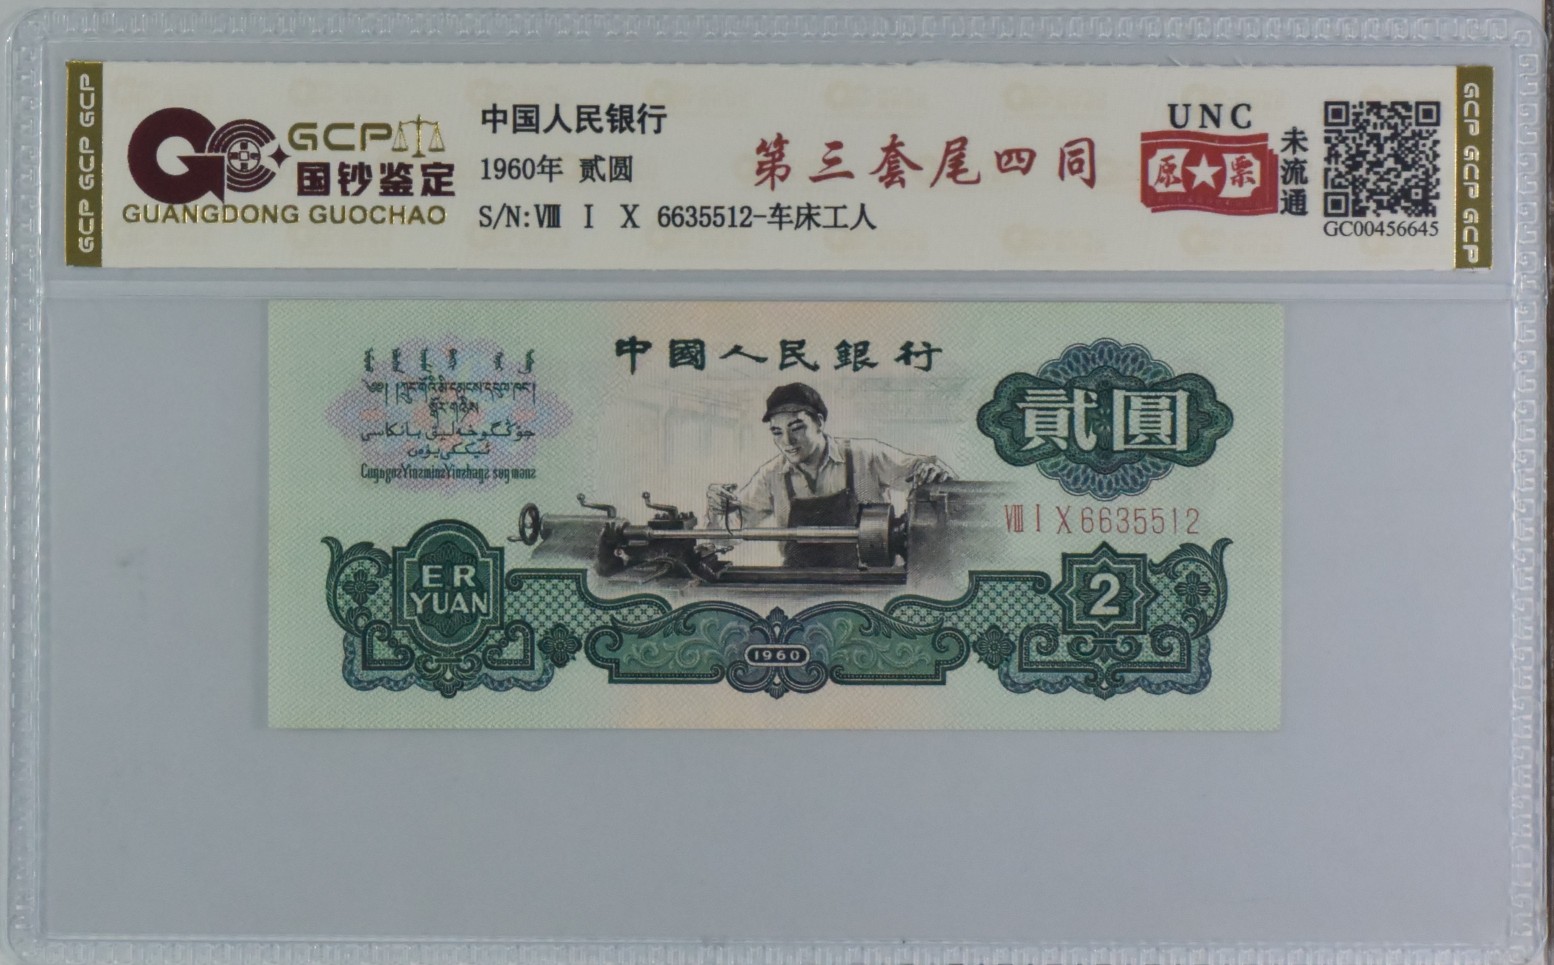 GCP GCP GCP
GCP
国钞鉴定
GUANGDONG GUOCHAO
中国人民银行
1960年 贰圆
S/N:Ⅷ Ⅰ Ⅹ 6635512-车床工人
第三套尾四同
UNC
原★票
未流通
GC00456645
GCP GCP GCP
中國人民銀行
貳圓
ⅧⅠⅩ6635512
ER
YUAN
1960
2